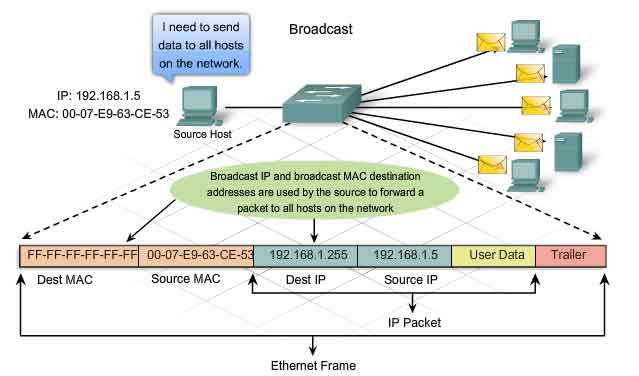 Broadcast
I need to send
data to all hosts
on the network.
IP: 192.168.1.5
MAC: 00-07-E9-63-CE-53
Source Host
Broadcast IP and broadcast MAC destination
addresses are used by the source to forward a
packet to all hosts on the network
FF-FF-FF-FF-FF-FF 00-07-E9-63-CE-53 192.168.1.255 192.168.1.5 User Data Trailer
Dest MAC Source MAC Dest IP Source IP
IP Packet
Ethernet Frame